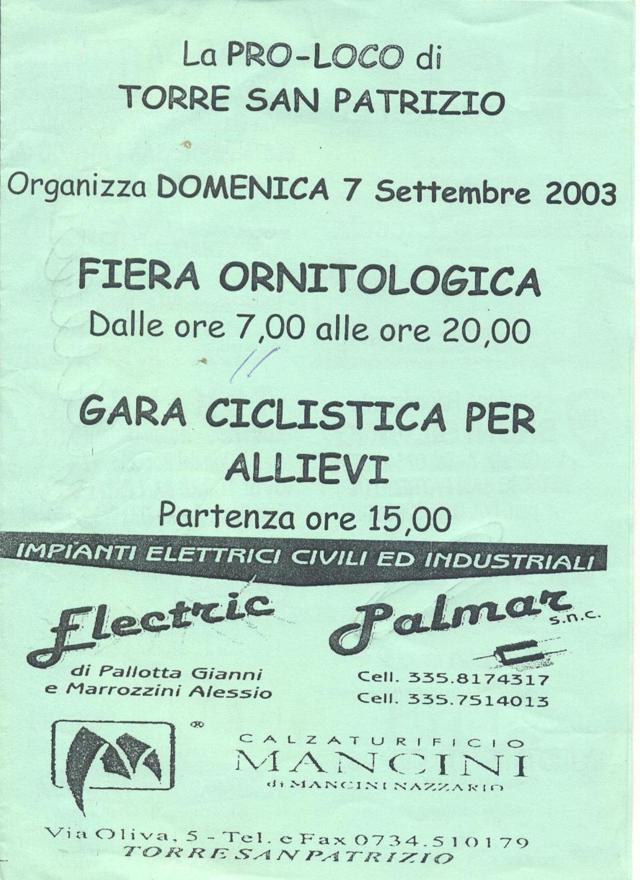 La PRO-LOCO di
TORRE SAN PATRIZIO
Organizza DOMENICA 7 Settembre 2003
FIERA ORNITOLOGICA
Dalle ore 7,00 alle ore 20,00
GARA CICLISTICA PER
ALLIEVI
Partenza ore 15,00
IMPIANTI ELETTRICI CIVILI ED INDUSTRIALI
Electric Palmar s.n.c.
di Pallotta Gianni
e Marrozzini Alessio
Cell. 335.8174317
Cell. 335.7514013
®
CALZATURIFICIO
MANCINI
di MANCINI NAZZARIO
Via Oliva, 5 - Tel. e Fax 0734.510179
TORRE SAN PATRIZIO